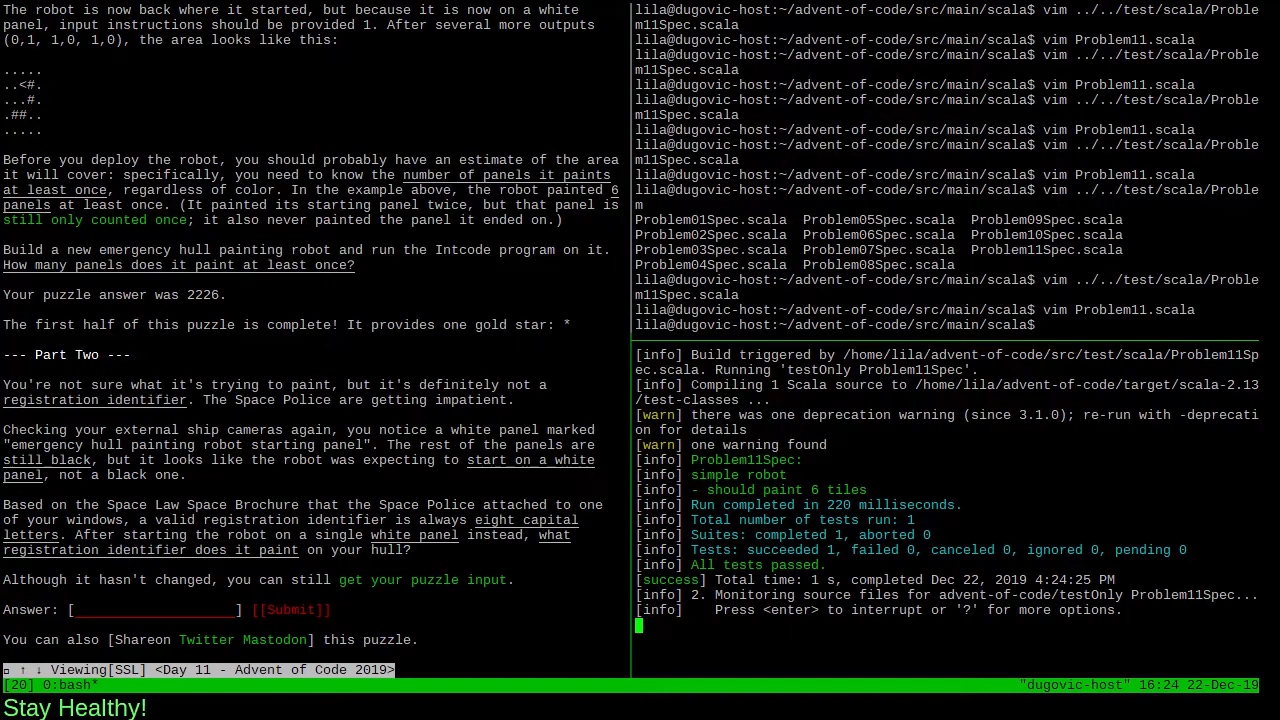 The robot is now back where it started, but because it is now on a white
panel, input instructions should be provided 1. After several more outputs
(0,1, 1,0, 1,0), the area looks like this:
.....
..<#.
...#.
.##..
.....
Before you deploy the robot, you should probably have an estimate of the area
it will cover: specifically, you need to know the number of panels it paints
at least once, regardless of color. In the example above, the robot painted 6
panels at least once. (It painted its starting panel twice, but that panel is
still only counted once; it also never painted the panel it ended on.)
Build a new emergency hull painting robot and run the Intcode program on it.
How many panels does it paint at least once?
Your puzzle answer was 2226.
The first half of this puzzle is complete! It provides one gold star: *
--- Part Two ---
You're not sure what it's trying to paint, but it's definitely not a
registration identifier. The Space Police are getting impatient.
Checking your external ship cameras again, you notice a white panel marked
"emergency hull painting robot starting panel". The rest of the panels are
still black, but it looks like the robot was expecting to start on a white
panel, not a black one.
Based on the Space Law Space Brochure that the Space Police attached to one
of your windows, a valid registration identifier is always eight capital
letters. After starting the robot on a single white panel instead, what
registration identifier does it paint on your hull?
Although it hasn't changed, you can still get your puzzle input.
Answer: [____________________] [[Submit]]
You can also [Shareon Twitter Mastodon] this puzzle.
↑ ↓ Viewing[SSL] <Day 11 - Advent of Code 2019>
lila@dugovic-host:~/advent-of-code/src/main/scala$ vim ../../test/scala/Proble
m11Spec.scala
lila@dugovic-host:~/advent-of-code/src/main/scala$ vim Problem11.scala
lila@dugovic-host:~/advent-of-code/src/main/scala$ vim ../../test/scala/Proble
m11Spec.scala
lila@dugovic-host:~/advent-of-code/src/main/scala$ vim Problem11.scala
lila@dugovic-host:~/advent-of-code/src/main/scala$ vim ../../test/scala/Proble
m11Spec.scala
lila@dugovic-host:~/advent-of-code/src/main/scala$ vim Problem11.scala
lila@dugovic-host:~/advent-of-code/src/main/scala$ vim ../../test/scala/Proble
m11Spec.scala
lila@dugovic-host:~/advent-of-code/src/main/scala$ vim Problem11.scala
lila@dugovic-host:~/advent-of-code/src/main/scala$ vim ../../test/scala/Proble
m
Problem01Spec.scala  Problem05Spec.scala  Problem09Spec.scala
Problem02Spec.scala  Problem06Spec.scala  Problem10Spec.scala
Problem03Spec.scala  Problem07Spec.scala  Problem11Spec.scala
Problem04Spec.scala  Problem08Spec.scala
lila@dugovic-host:~/advent-of-code/src/main/scala$ vim ../../test/scala/Proble
m11Spec.scala
lila@dugovic-host:~/advent-of-code/src/main/scala$ vim Problem11.scala
lila@dugovic-host:~/advent-of-code/src/main/scala$
[info] Build triggered by /home/lila/advent-of-code/src/test/scala/Problem11Sp
ec.scala. Running 'testOnly Problem11Spec'.
[info] Compiling 1 Scala source to /home/lila/advent-of-code/target/scala-2.13
/test-classes ...
[warn] there was one deprecation warning (since 3.1.0); re-run with -deprecati
on for details
[warn] one warning found
[info] Problem11Spec:
[info] simple robot
[info] - should paint 6 tiles
[info] Run completed in 220 milliseconds.
[info] Total number of tests run: 1
[info] Suites: completed 1, aborted 0
[info] Tests: succeeded 1, failed 0, canceled 0, ignored 0, pending 0
[info] All tests passed.
[success] Total time: 1 s, completed Dec 22, 2019 4:24:25 PM
[info] 2. Monitoring source files for advent-of-code/testOnly Problem11Spec...
[info]    Press <enter> to interrupt or '?' for more options.
[20] 0:bash* "dugovic-host" 16:24 22-Dec-19
Stay Healthy!